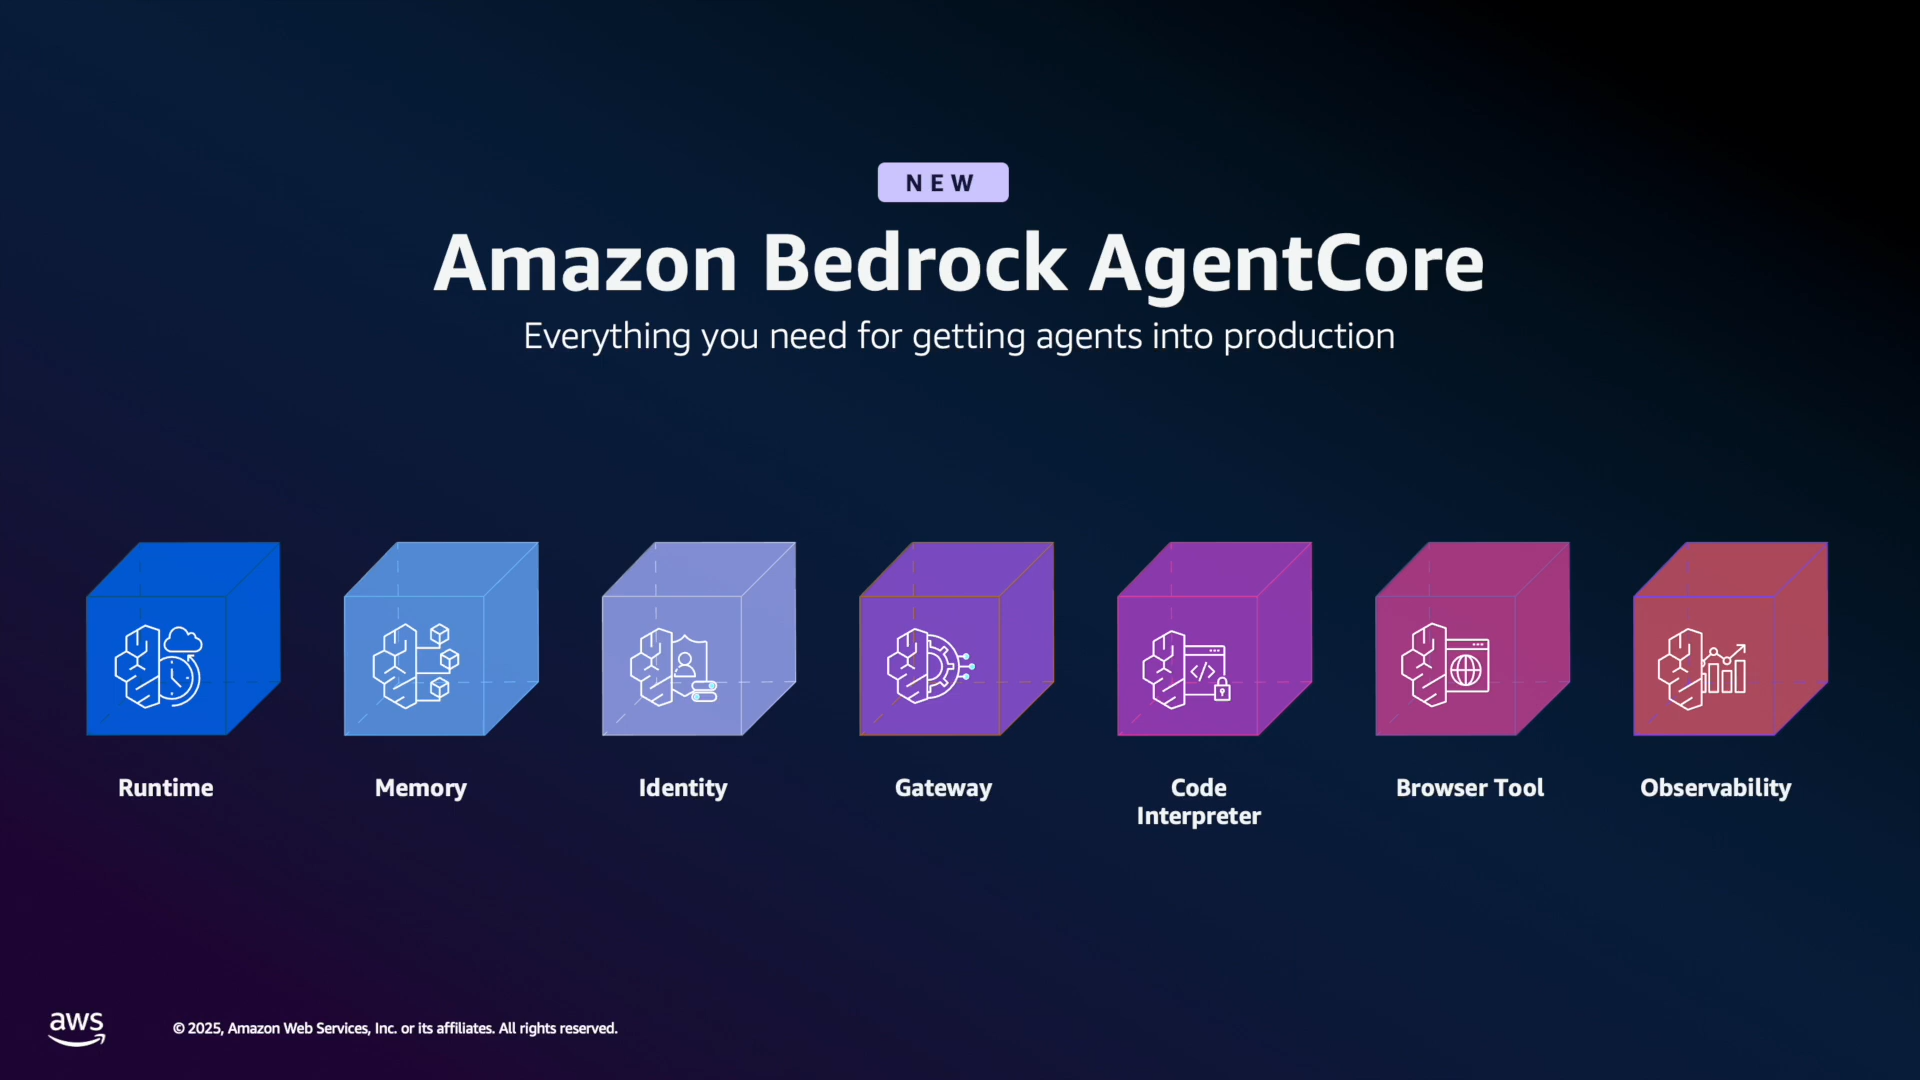 NEW
Amazon Bedrock AgentCore
Everything you need for getting agents into production
Runtime
Memory
Identity
Gateway
Code
Interpreter
Browser Tool
Observability
aws
© 2025, Amazon Web Services, Inc. or its affiliates. All rights reserved.